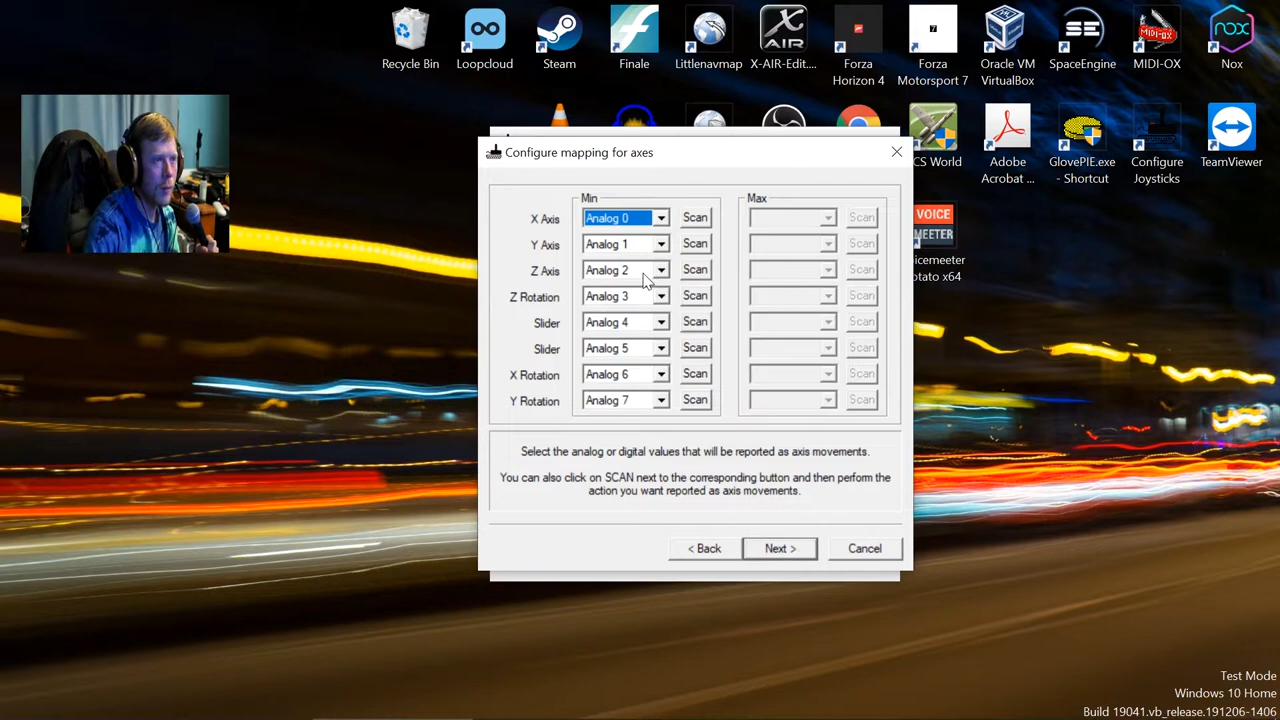 Recycle Bin
Loopcloud
Steam
Finale
Littlenavmap
X-AIR-Edit....
Forza
Horizon 4
Forza
Motorsport 7
Oracle VM
VirtualBox
SpaceEngine
MIDI-OX
Nox
CS World
Adobe
Acrobat ...
GlovePIE.exe
- Shortcut
Configure
Joysticks
TeamViewer
VOICE
MEETER
icemeeter
otato x64
Configure mapping for axes
Min
Max
X Axis
Analog 0
Scan
Scan
Y Axis
Analog 1
Scan
Scan
Z Axis
Analog 2
Scan
Scan
Z Rotation
Analog 3
Scan
Scan
Slider
Analog 4
Scan
Scan
Slider
Analog 5
Scan
Scan
X Rotation
Analog 6
Scan
Scan
Y Rotation
Analog 7
Scan
Scan
Select the analog or digital values that will be reported as axis movements.
You can also click on SCAN next to the corresponding button and then perform the
action you want reported as axis movements.
< Back
Next >
Cancel
Test Mode
Windows 10 Home
Build 19041.vb_release.191206-1406